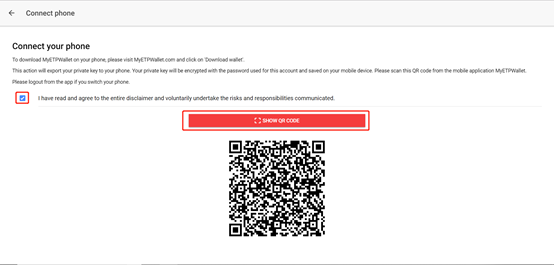 Connect phone
Connect your phone
To download MyETPWallet on your phone, please visit MyETPWallet.com and click on 'Download wallet'.
This action will export your private key to your phone. Your private key will be encrypted with the password used for this account and saved on your mobile device. Please scan this QR code from the mobile application MyETPWallet.
Please logout from the app if you switch your phone.
I have read and agree to the entire disclaimer and voluntarily undertake the risks and responsibilities communicated.
SHOW QR CODE